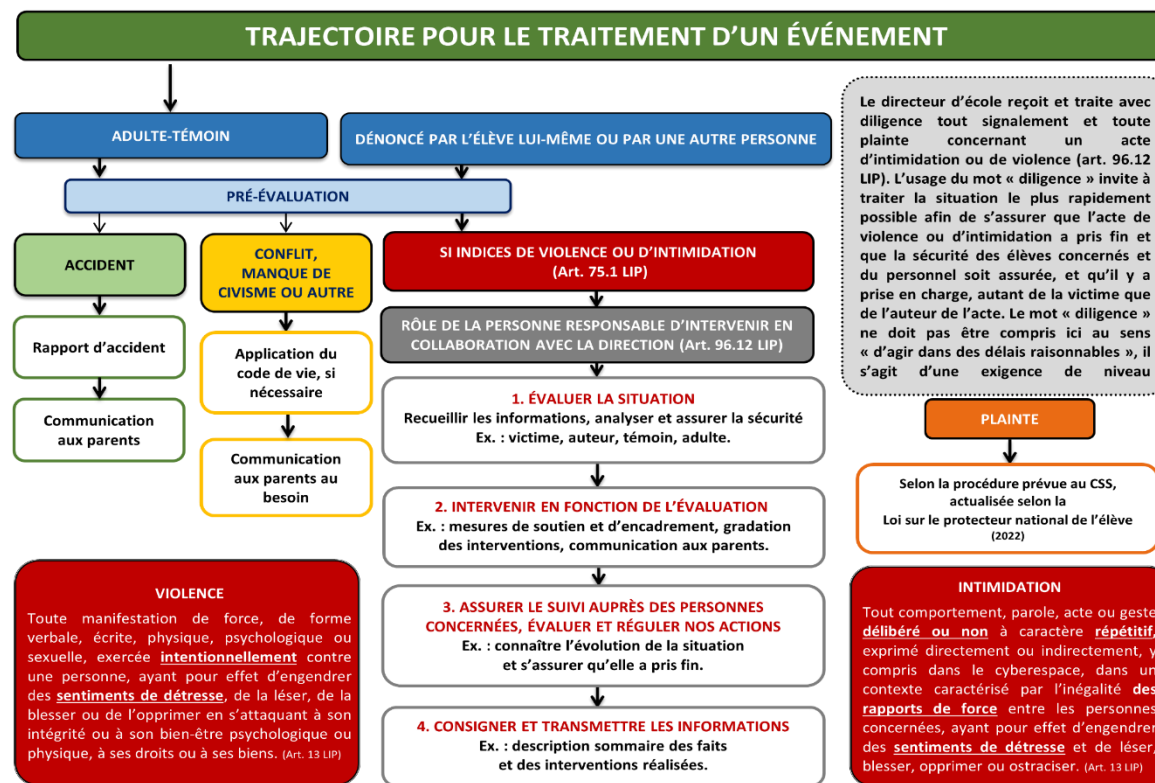 TRAJECTOIRE POUR LE TRAITEMENT D'UN ÉVÉNEMENT
ADULTE-TÉMOIN
DÉNONCÉ PAR L'ÉLÈVE LUI-MÊME OU PAR UNE AUTRE PERSONNE
PRÉ-ÉVALUATION
ACCIDENT
Rapport d'accident
Communication
aux parents
CONFLIT,
MANQUE DE
CIVISME OU AUTRE
Application du
code de vie, si
nécessaire
Communication
aux parents au
besoin
SI INDICES DE VIOLENCE OU D'INTIMIDATION
(Art. 75.1 LIP)
RÔLE DE LA PERSONNE RESPONSABLE D'INTERVENIR EN
COLLABORATION AVEC LA DIRECTION (Art. 96.12 LIP)
1. ÉVALUER LA SITUATION
Recueillir les informations, analyser et assurer la sécurité
Ex. : victime, auteur, témoin, adulte.
2. INTERVENIR EN FONCTION DE L'ÉVALUATION
Ex. : mesures de soutien et d'encadrement, gradation
des interventions, communication aux parents.
3. ASSURER LE SUIVI AUPRÈS DES PERSONNES
CONCERNÉES, ÉVALUER ET RÉGULER NOS ACTIONS
Ex. : connaître l'évolution de la situation
et s'assurer qu'elle a pris fin.
4. CONSIGNER ET TRANSMETTRE LES INFORMATIONS
Ex. : description sommaire des faits
et des interventions réalisées.
Le directeur d'école reçoit et traite avec
diligence tout signalement et toute
plainte concernant un acte
d'intimidation ou de violence (art. 96.12
LIP). L'usage du mot « diligence » invite à
traiter la situation le plus rapidement
possible afin de s'assurer que l'acte de
violence ou d'intimidation a pris fin et
que la sécurité des élèves concernés et
du personnel soit assurée, et qu'il y a
prise en charge, autant de la victime que
de l'auteur de l'acte. Le mot « diligence »
ne doit pas être compris ici au sens
« d'agir dans des délais raisonnables », il
s'agit d'une exigence de niveau
PLAINTE
Selon la procédure prévue au CSS,
actualisée selon la
Loi sur le protecteur national de l'élève
(2022)
VIOLENCE
Toute manifestation de force, de forme
verbale, écrite, physique, psychologique ou
sexuelle, exercée intentionnellement contre
une personne, ayant pour effet d'engendrer
des sentiments de détresse, de la léser, de la
blesser ou de l'opprimer en s'attaquant à son
intégrité ou à son bien-être psychologique ou
physique, à ses droits ou à ses biens. (Art. 13 LIP)
INTIMIDATION
Tout comportement, parole, acte ou geste
délibéré ou non à caractère répétitif,
exprimé directement ou indirectement, y
compris dans le cyberespace, dans un
contexte caractérisé par l'inégalité des
rapports de force entre les personnes
concernées, ayant pour effet d'engendrer
des sentiments de détresse et de léser,
blesser, opprimer ou ostraciser. (Art. 13 LIP)